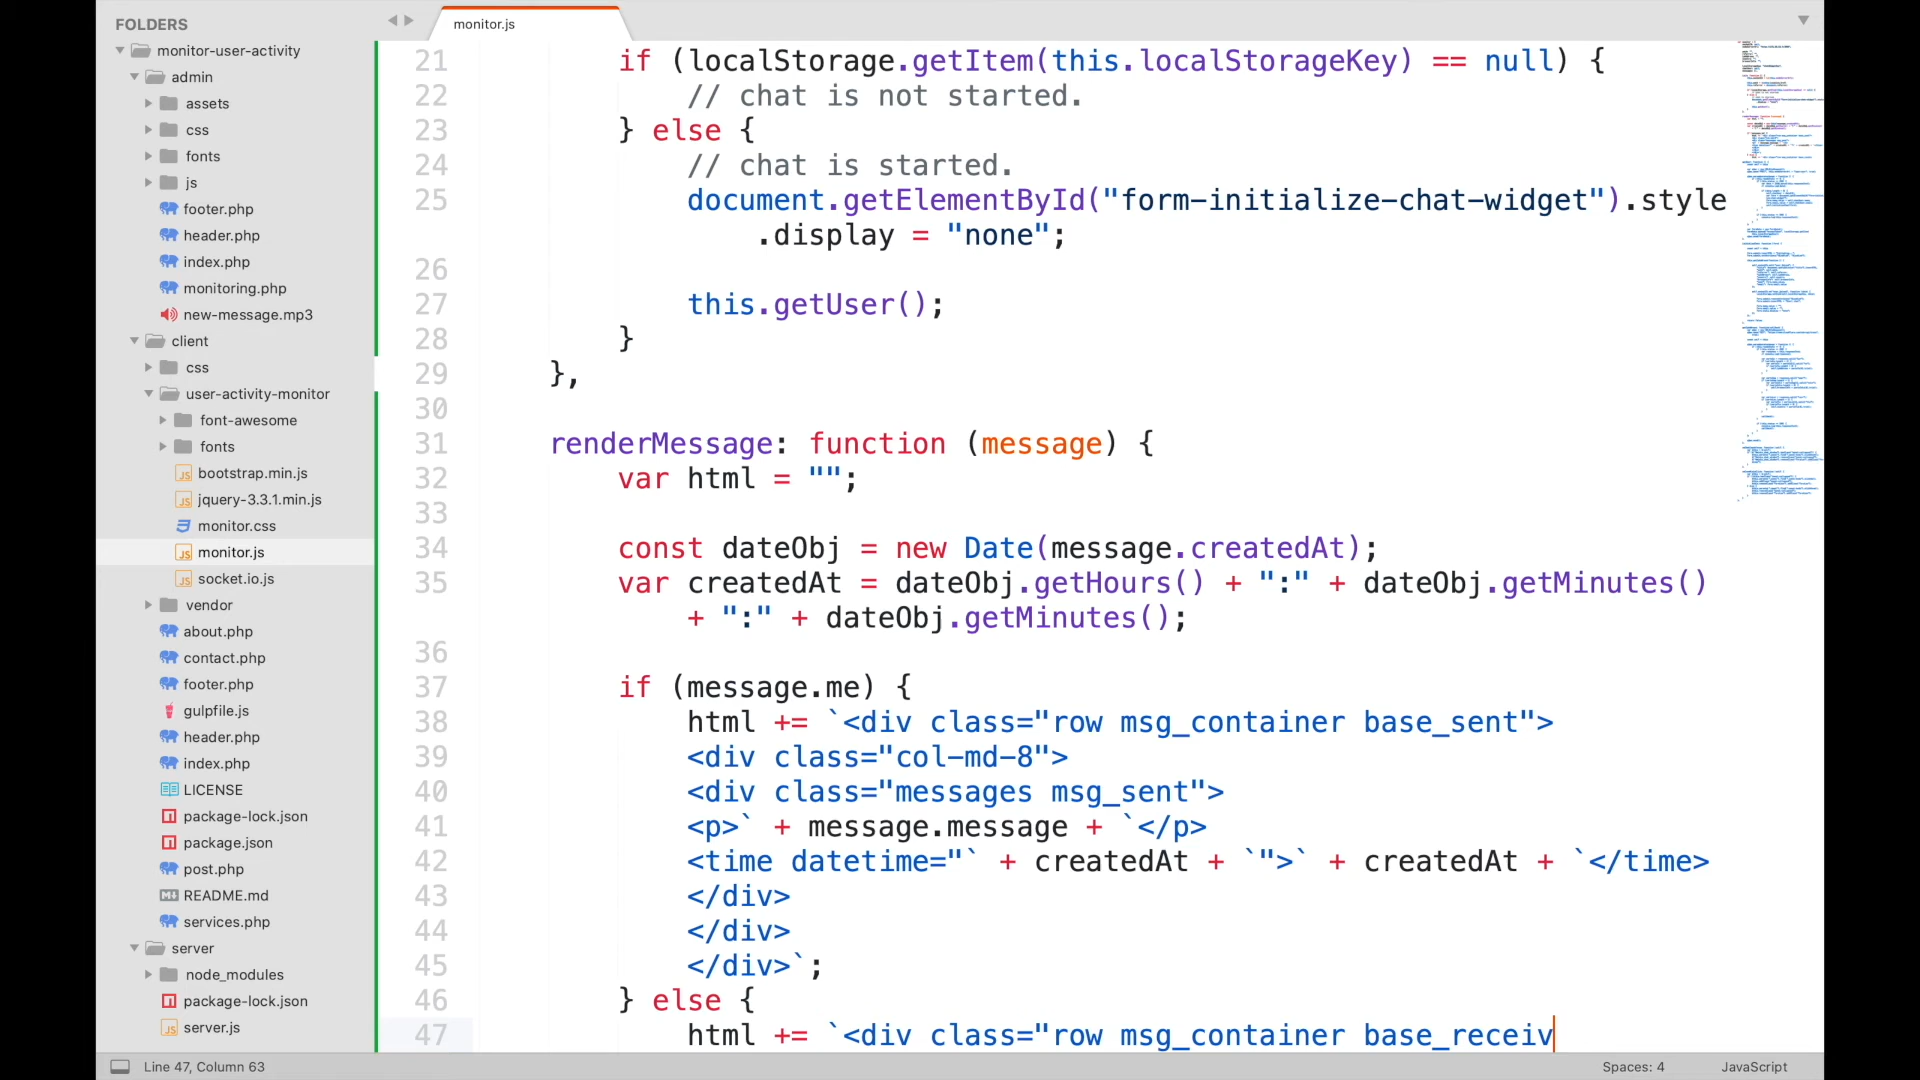 FOLDERS
monitor-user-activity
admin
assets
css
fonts
js
footer.php
header.php
index.php
monitoring.php
new-message.mp3
client
css
user-activity-monitor
font-awesome
fonts
bootstrap.min.js
jquery-3.3.1.min.js
monitor.css
monitor.js
socket.io.js
vendor
about.php
contact.php
footer.php
gulpfile.js
header.php
index.php
LICENSE
package-lock.json
package.json
post.php
README.md
services.php
server
node_modules
package-lock.json
server.js
monitor.js
21 if (localStorage.getItem(this.localStorageKey) == null) {
22 // chat is not started.
23 } else {
24 // chat is started.
25 document.getElementById("form-initialize-chat-widget").style
.display = "none";
26
27 this.getUser();
28 }
29 },
30
31 renderMessage: function (message) {
32 var html = "";
33
34 const dateObj = new Date(message.createdAt);
35 var createdAt = dateObj.getHours() + ":" + dateObj.getMinutes()
+ ":" + dateObj.getMinutes();
36
37 if (message.me) {
38 html += `<div class="row msg_container base_sent">
39 <div class="col-md-8">
40 <div class="messages msg_sent">
41 <p>` + message.message + `</p>
42 <time datetime="` + createdAt + `">` + createdAt + `</time>
43 </div>
44 </div>
45 </div>`;
46 } else {
47 html += `<div class="row msg_container base_receiv
Line 47, Column 63
Spaces: 4
JavaScript